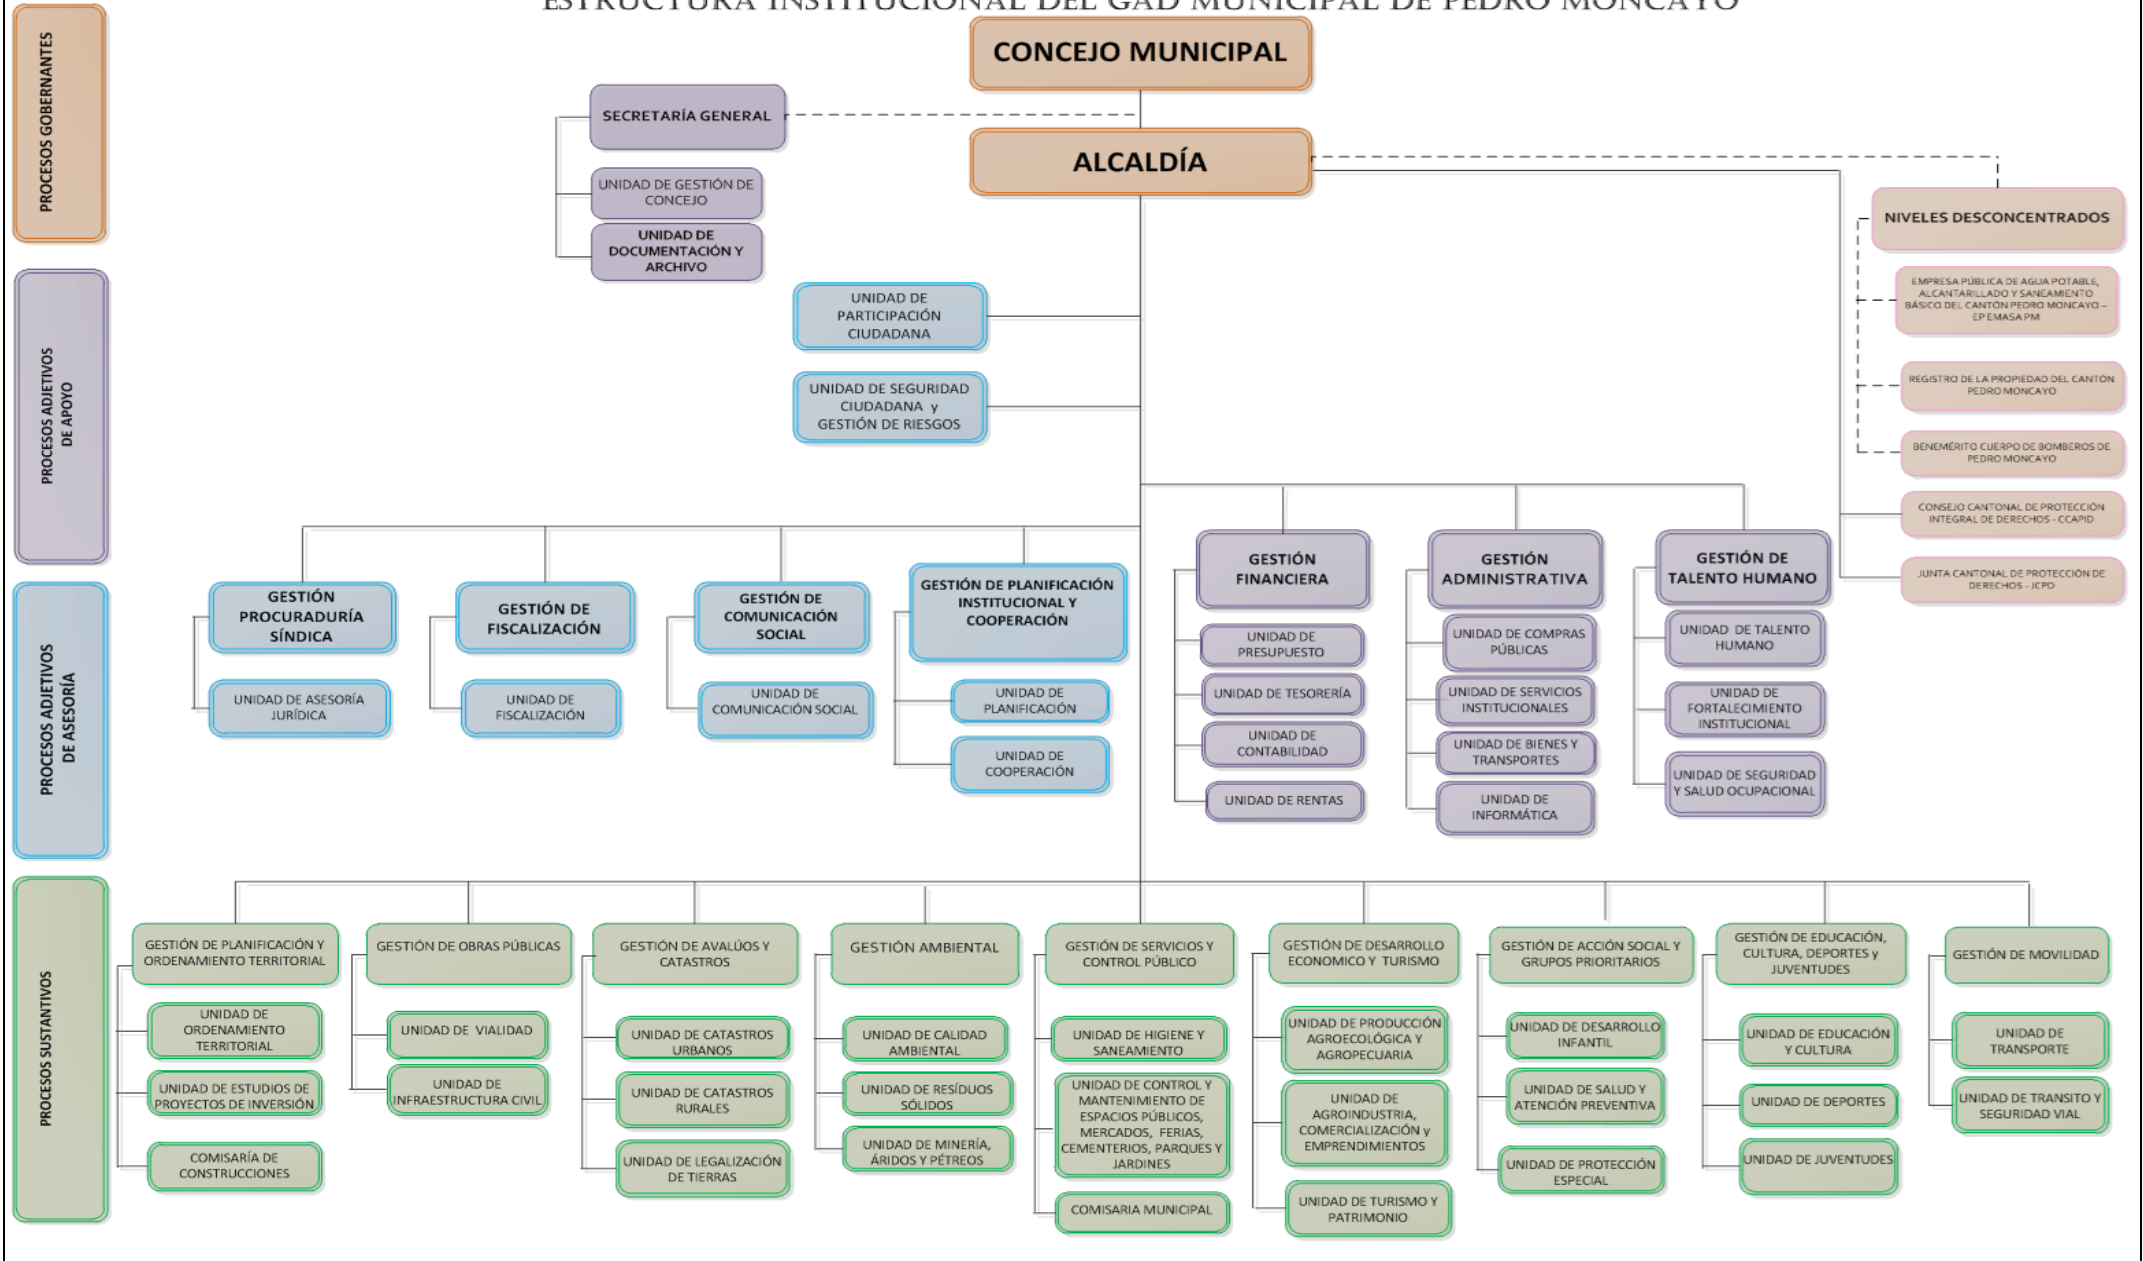 ESTRUCTURA INSTITUCIONAL DEL GAD MUNICIPAL DE PEDRO MONCAYO
PROCESOS GOBERNANTES
CONCEJO MUNICIPAL
SECRETARÍA GENERAL
ALCALDÍA
UNIDAD DE GESTIÓN DE
CONCEJO
UNIDAD DE
DOCUMENTACIÓN Y
ARCHIVO
NIVELES DESCONCENTRADOS
EMPRESA PÚBLICA DE AGUA POTABLE,
ALCANTARILLADO Y SANEAMIENTO
BÁSICO DEL CANTÓN PEDRO MONCAYO –
EP EMASA PM
REGISTRO DE LA PROPIEDAD DEL CANTÓN
PEDRO MONCAYO
BENEMÉRITO CUERPO DE BOMBEROS DE
PEDRO MONCAYO
CONSEJO CANTONAL DE PROTECCIÓN
INTEGRAL DE DERECHOS - CCAPID
JUNTA CANTONAL DE PROTECCIÓN DE
DERECHOS - JCPD
PROCESOS ADJETIVOS
DE APOYO
UNIDAD DE
PARTICIPACIÓN
CIUDADANA
UNIDAD DE SEGURIDAD
CIUDADANA y
GESTIÓN DE RIESGOS
GESTIÓN
FINANCIERA
UNIDAD DE
PRESUPUESTO
UNIDAD DE TESORERÍA
UNIDAD DE
CONTABILIDAD
UNIDAD DE RENTAS
GESTIÓN
ADMINISTRATIVA
UNIDAD DE COMPRAS
PÚBLICAS
UNIDAD DE SERVICIOS
INSTITUCIONALES
UNIDAD DE BIENES Y
TRANSPORTES
UNIDAD DE
INFORMÁTICA
GESTIÓN DE
TALENTO HUMANO
UNIDAD DE TALENTO
HUMANO
UNIDAD DE
FORTALECIMIENTO
INSTITUCIONAL
UNIDAD DE SEGURIDAD
Y SALUD OCUPACIONAL
PROCESOS ADJETIVOS
DE ASESORÍA
GESTIÓN
PROCURADURÍA
SÍNDICA
UNIDAD DE ASESORÍA
JURÍDICA
GESTIÓN DE
FISCALIZACIÓN
UNIDAD DE
FISCALIZACIÓN
GESTIÓN DE
COMUNICACIÓN
SOCIAL
UNIDAD DE
COMUNICACIÓN SOCIAL
GESTIÓN DE PLANIFICACIÓN
INSTITUCIONAL Y
COOPERACIÓN
UNIDAD DE
PLANIFICACIÓN
UNIDAD DE
COOPERACIÓN
PROCESOS SUSTANTIVOS
GESTIÓN DE PLANIFICACIÓN Y
ORDENAMIENTO TERRITORIAL
UNIDAD DE
ORDENAMIENTO
TERRITORIAL
UNIDAD DE ESTUDIOS DE
PROYECTOS DE INVERSIÓN
COMISARÍA DE
CONSTRUCCIONES
GESTIÓN DE OBRAS PÚBLICAS
UNIDAD DE VIALIDAD
UNIDAD DE
INFRAESTRUCTURA CIVIL
GESTIÓN DE AVALÚOS Y
CATASTROS
UNIDAD DE CATASTROS
URBANOS
UNIDAD DE CATASTROS
RURALES
UNIDAD DE LEGALIZACIÓN
DE TIERRAS
GESTIÓN AMBIENTAL
UNIDAD DE CALIDAD
AMBIENTAL
UNIDAD DE RESÍDUOS
SÓLIDOS
UNIDAD DE MINERÍA,
ÁRIDOS Y PÉTREOS
GESTIÓN DE SERVICIOS Y
CONTROL PÚBLICO
UNIDAD DE HIGIENE Y
SANEAMIENTO
UNIDAD DE CONTROL Y
MANTENIMIENTO DE
ESPACIOS PÚBLICOS,
MERCADOS, FERIAS,
CEMENTERIOS, PARQUES Y
JARDINES
COMISARIA MUNICIPAL
GESTIÓN DE DESARROLLO
ECONOMICO Y TURISMO
UNIDAD DE PRODUCCIÓN
AGROECOLÓGICA Y
AGROPECUARIA
UNIDAD DE
AGROINDUSTRIA,
COMERCIALIZACIÓN y
EMPRENDIMIENTOS
UNIDAD DE TURISMO Y
PATRIMONIO
GESTIÓN DE ACCIÓN SOCIAL Y
GRUPOS PRIORITARIOS
UNIDAD DE DESARROLLO
INFANTIL
UNIDAD DE SALUD Y
ATENCIÓN PREVENTIVA
UNIDAD DE PROTECCIÓN
ESPECIAL
GESTIÓN DE EDUCACIÓN,
CULTURA, DEPORTES y
JUVENTUDES
UNIDAD DE EDUCACIÓN
Y CULTURA
UNIDAD DE DEPORTES
UNIDAD DE JUVENTUDES
GESTIÓN DE MOVILIDAD
UNIDAD DE
TRANSPORTE
UNIDAD DE TRANSITO Y
SEGURIDAD VIAL